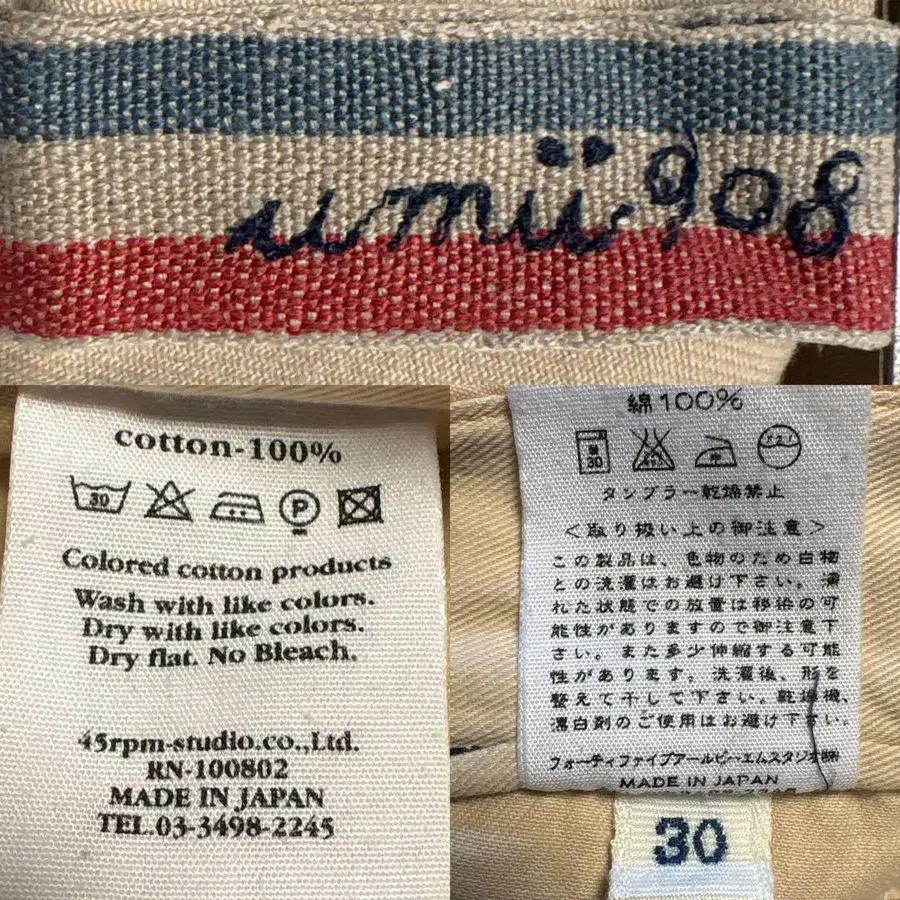 umii908
cotton-100%
30
P
Colored cotton products
Wash with like colors.
Dry with like colors.
Dry flat. No Bleach.
45rpm-studio.co.,Ltd.
RN-100802
MADE IN JAPAN
TEL.03-3498-2245
綿100%
弱
30
中
タンブラー乾燥禁止
<取り扱い上の御注意>
この製品は、色物のため白物
との洗濯はお避け下さい。濡
れた状態での放置は移染の可
能性がありますので御注意下
さい。また多少伸縮する可能
性があります。洗濯後、形を
整えて干して下さい。乾燥機、
漂白剤のご使用はお避け下さい。
フォーティファイブアールピーエムスタジオ㈱
MADE IN JAPAN
30